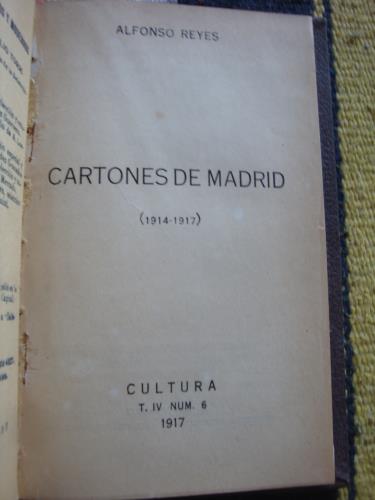 ALFONSO REYES
CARTONES DE MADRID
(1914-1917)
CULTURA
T. IV NUM. 6
1917